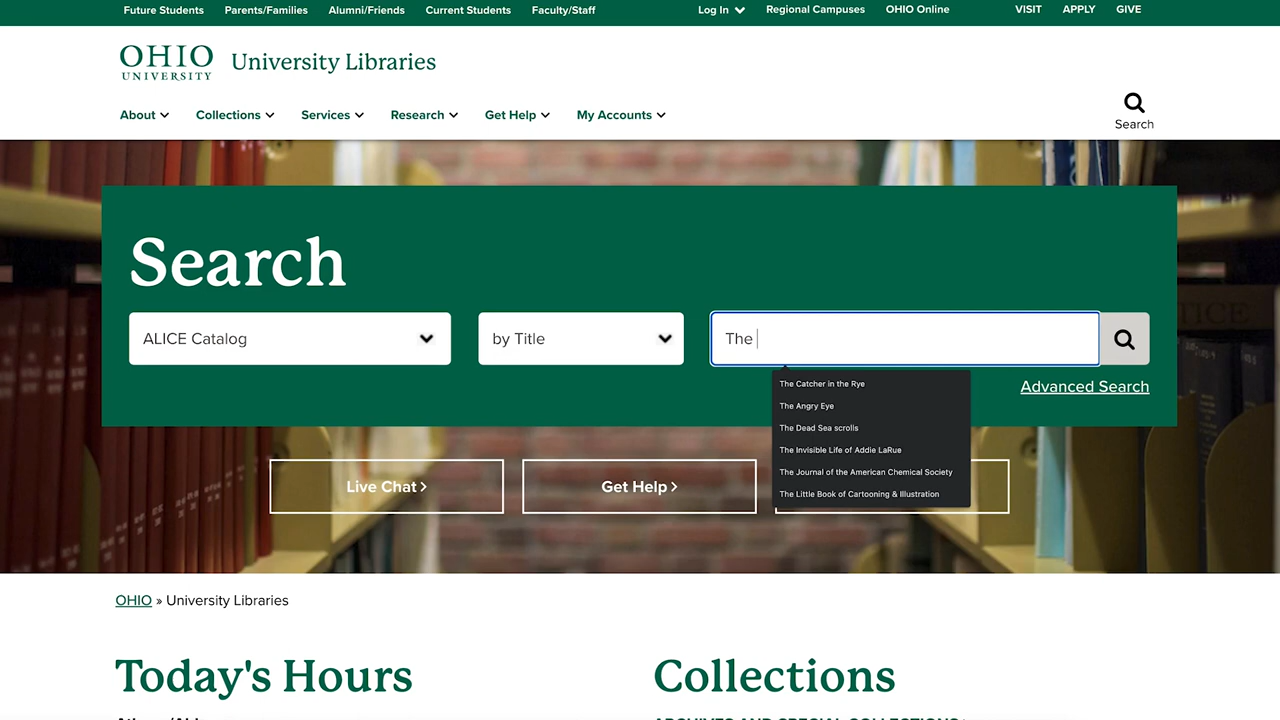 Future Students Parents/Families Alumni/Friends Current Students Faculty/Staff Log In Regional Campuses OHIO Online VISIT APPLY GIVE
OHIO
UNIVERSITY
University Libraries
About Collections Services Research Get Help My Accounts
Search
Search
ALICE Catalog by Title The
Advanced Search
The Catcher in the Rye
The Angry Eye
The Dead Sea scrolls
The Invisible Life of Addie LaRue
The Journal of the American Chemical Society
The Little Book of Cartooning & Illustration
Live Chat Get Help
OHIO » University Libraries
Today's Hours Collections
ARCHIVES AND SPECIAL COLLECTIONS